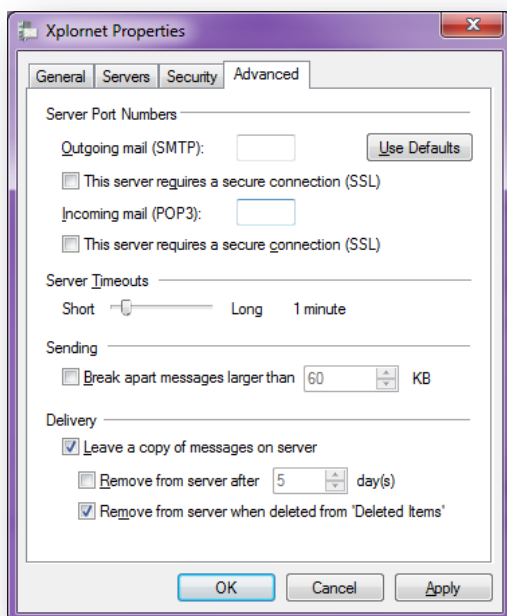 Xplornet Properties
General Servers Security Advanced
Server Port Numbers
Outgoing mail (SMTP): Use Defaults
This server requires a secure connection (SSL)
Incoming mail (POP3):
This server requires a secure connection (SSL)
Server Timeouts
Short Long 1 minute
Sending
Break apart messages larger than 60 KB
Delivery
Leave a copy of messages on server
Remove from server after 5 day(s)
Remove from server when deleted from 'Deleted Items'
OK Cancel Apply